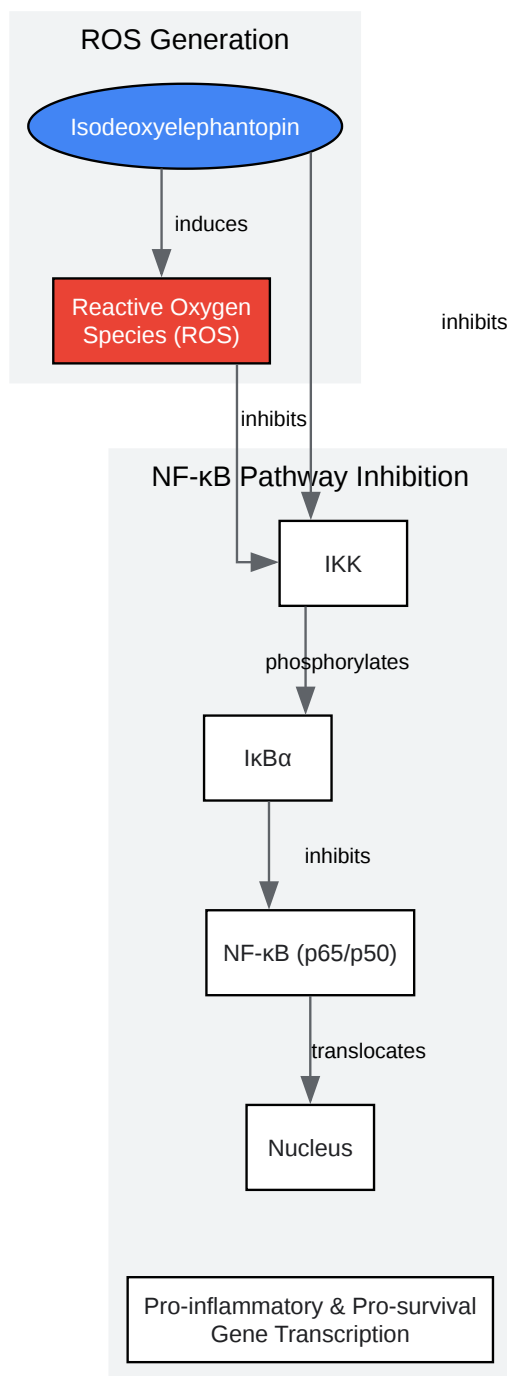 ROS Generation
Isodeoxyelephantopin
induces
Reactive Oxygen
Species (ROS)
inhibits
inhibits
NF-κB Pathway Inhibition
IKK
phosphorylates
IκBα
inhibits
NF-κB (p65/p50)
translocates
Nucleus
Pro-inflammatory & Pro-survival
Gene Transcription